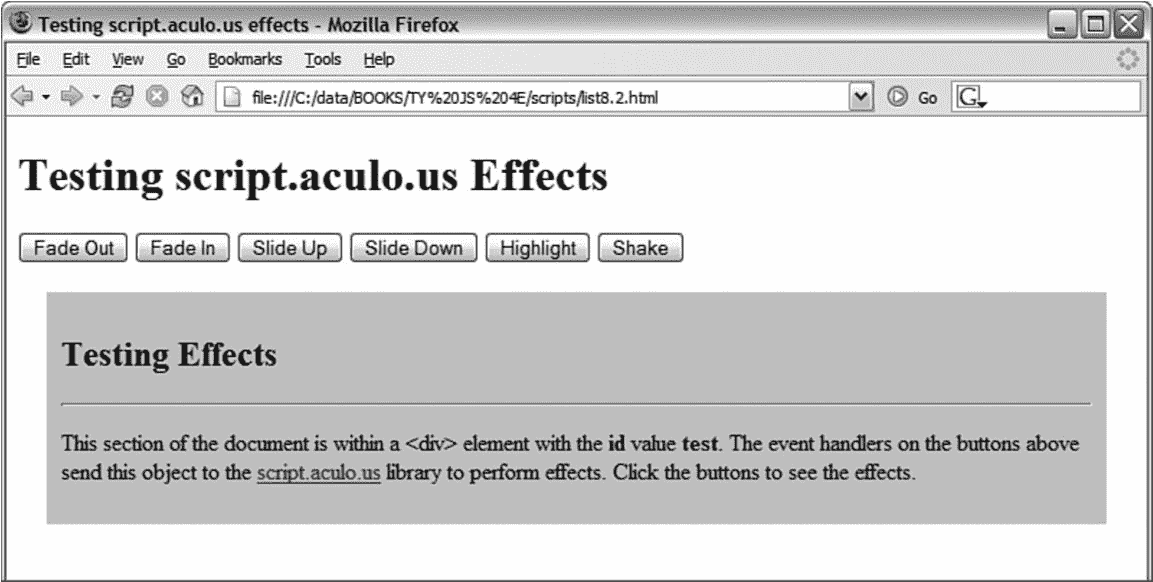 Testing script.aculo.us effects - Mozilla Firefox
File Edit View Go Bookmarks Tools Help
file:///C:/data/BOOKS/TY%20JS%204E/scripts/list8.2.html Go G
Testing script.aculo.us Effects
Fade Out Fade In Slide Up Slide Down Highlight Shake
Testing Effects
This section of the document is within a <div> element with the id value test. The event handlers on the buttons above
send this object to the script.aculo.us library to perform effects. Click the buttons to see the effects.